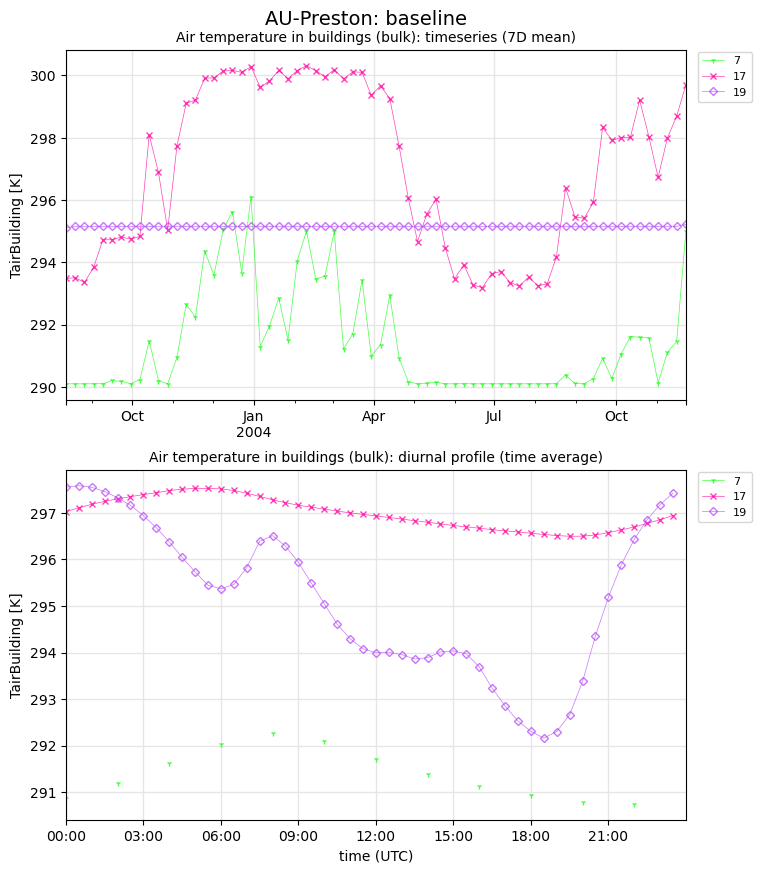 AU-Preston: baseline
Air temperature in buildings (bulk): timeseries (7D mean)
300
298
296
294
292
290
TairBuilding [K]
Oct
Jan
2004
Apr
Jul
Oct
7
17
19
Air temperature in buildings (bulk): diurnal profile (time average)
297
296
295
294
293
292
291
TairBuilding [K]
00:00
03:00
06:00
09:00
12:00
15:00
18:00
21:00
time (UTC)
7
17
19